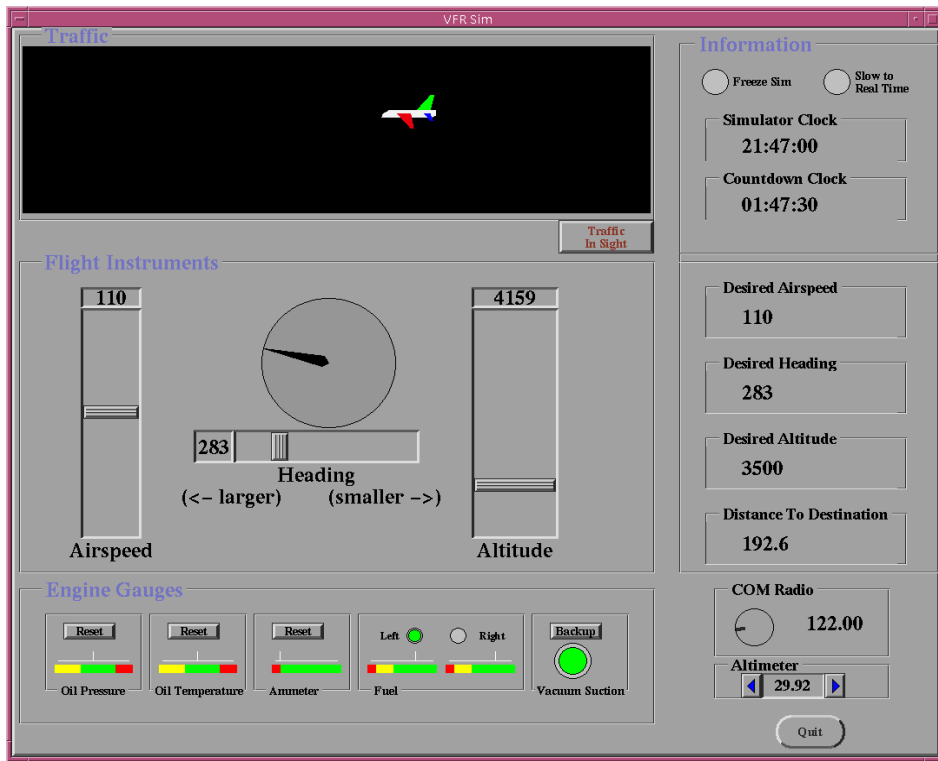 VFR Sim
Traffic
Traffic
In Sight
Information
Freeze Sim
Slow to
Real Time
Simulator Clock
21:47:00
Countdown Clock
01:47:30
Flight Instruments
110
Airspeed
283
Heading
(<– larger) (smaller –>)
4159
Altitude
Desired Airspeed
110
Desired Heading
283
Desired Altitude
3500
Distance To Destination
192.6
Engine Gauges
Reset
Oil Pressure
Reset
Oil Temperature
Reset
Ammeter
Left Right
Fuel
Backup
Vacuum Suction
COM Radio
122.00
Altimeter
29.92
Quit